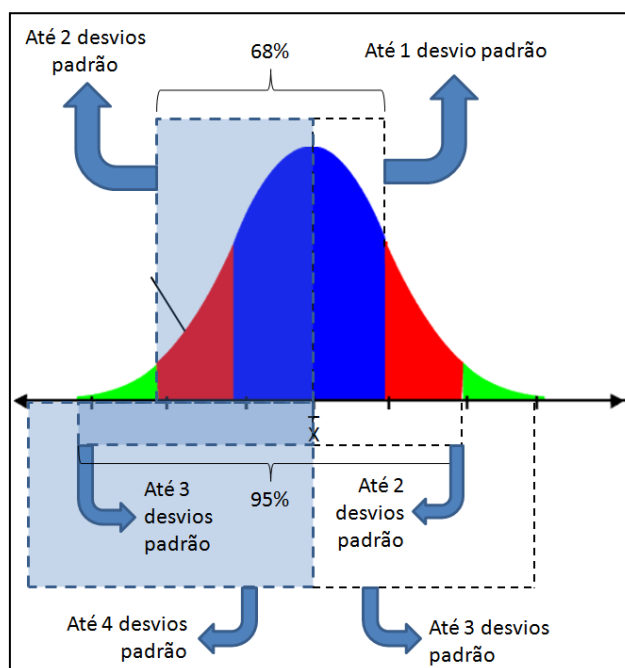 Até 2 desvios
padrão
68%
Até 1 desvio padrão
X
Até 3
desvios
padrão
95%
Até 2
desvios
padrão
Até 4 desvios
padrão
Até 3 desvios
padrão